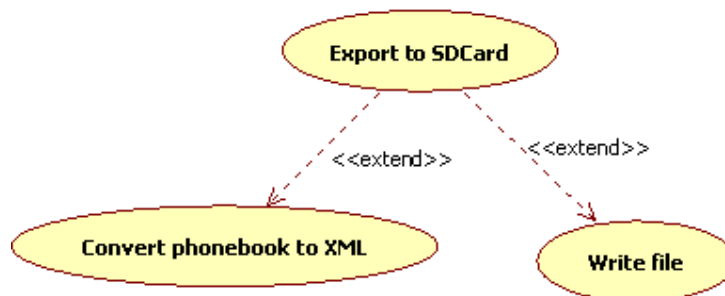 Export to SDCard
<<extend>>
<<extend>>
Convert phonebook to XML
Write file